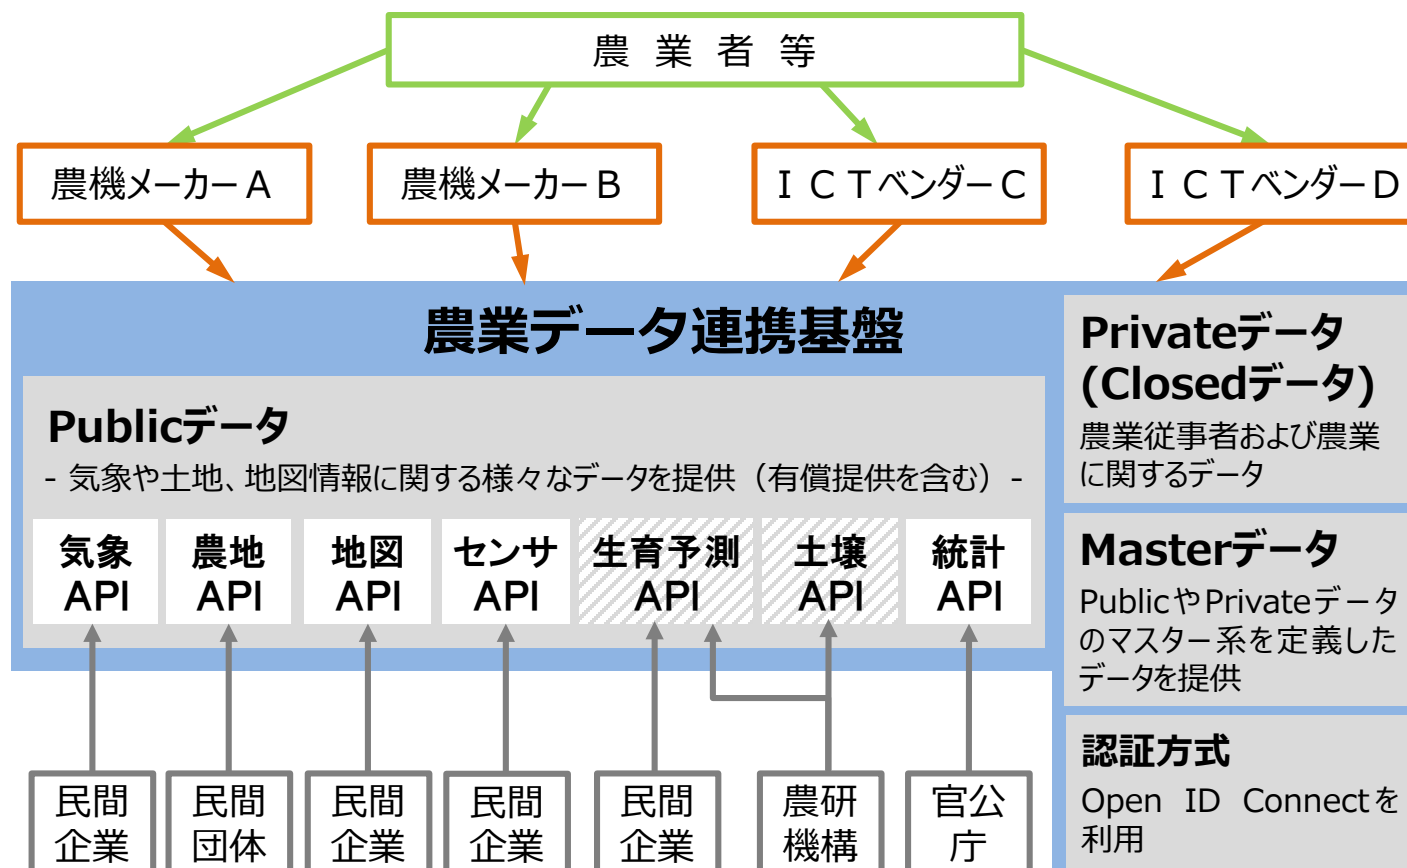 農 業 者 等
農機メーカーA
農機メーカーB
ＩＣＴベンダーC
ＩＣＴベンダーD
農業データ連携基盤
Publicデータ
- 気象や土地、地図情報に関する様々なデータを提供（有償提供を含む）-
気象
API
農地
API
地図
API
センサ
API
生育予測
API
土壌
API
統計
API
民間
企業
民間
団体
民間
企業
民間
企業
民間
企業
農研
機構
官公
庁
Privateデータ
(Closedデータ)
農業従事者および農業
に関するデータ
Masterデータ
PublicやPrivateデータ
のマスター系を定義した
データを提供
認証方式
Open ID Connectを
利用